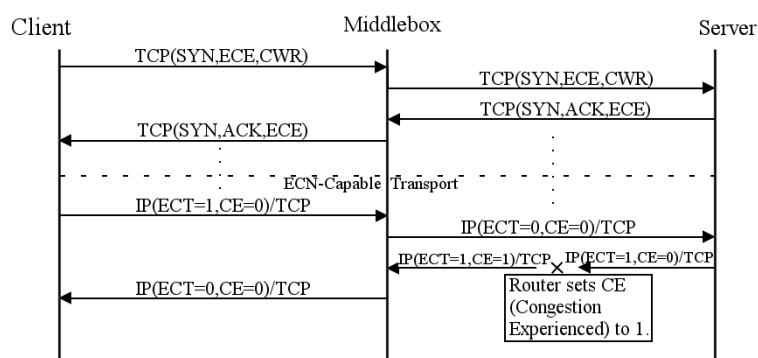 Client
Middlebox
Server
TCP(SYN,ECE,CWR)
TCP(SYN,ECE,CWR)
TCP(SYN,ACK,ECE)
TCP(SYN,ACK,ECE)
ECN-Capable Transport
IP(ECT=1,CE=0)/TCP
IP(ECT=0,CE=0)/TCP
IP(ECT=1,CE=1)/TCP
IP(ECT=1,CE=0)/TCP
IP(ECT=0,CE=0)/TCP
Router sets CE
(Congestion
Experienced) to 1.